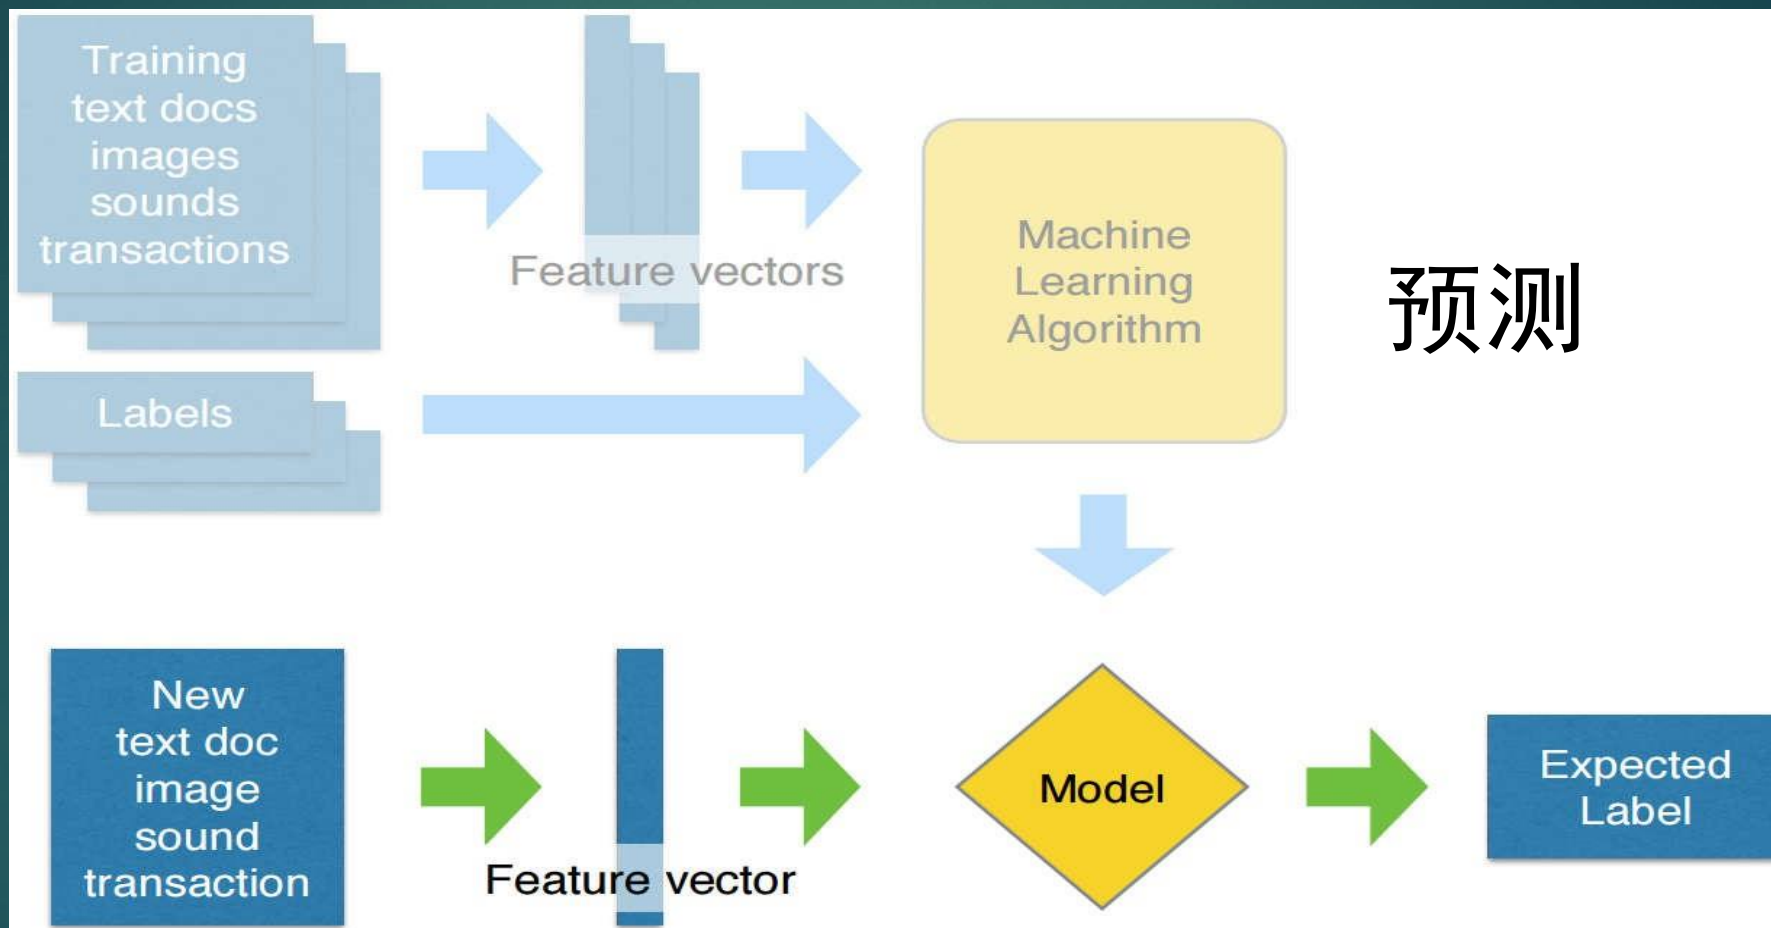 Training
text docs
images
sounds
transactions
Feature vectors
Machine
Learning
Algorithm
预测
Labels
New
text doc
image
sound
transaction
Feature vector
Model
Expected
Label